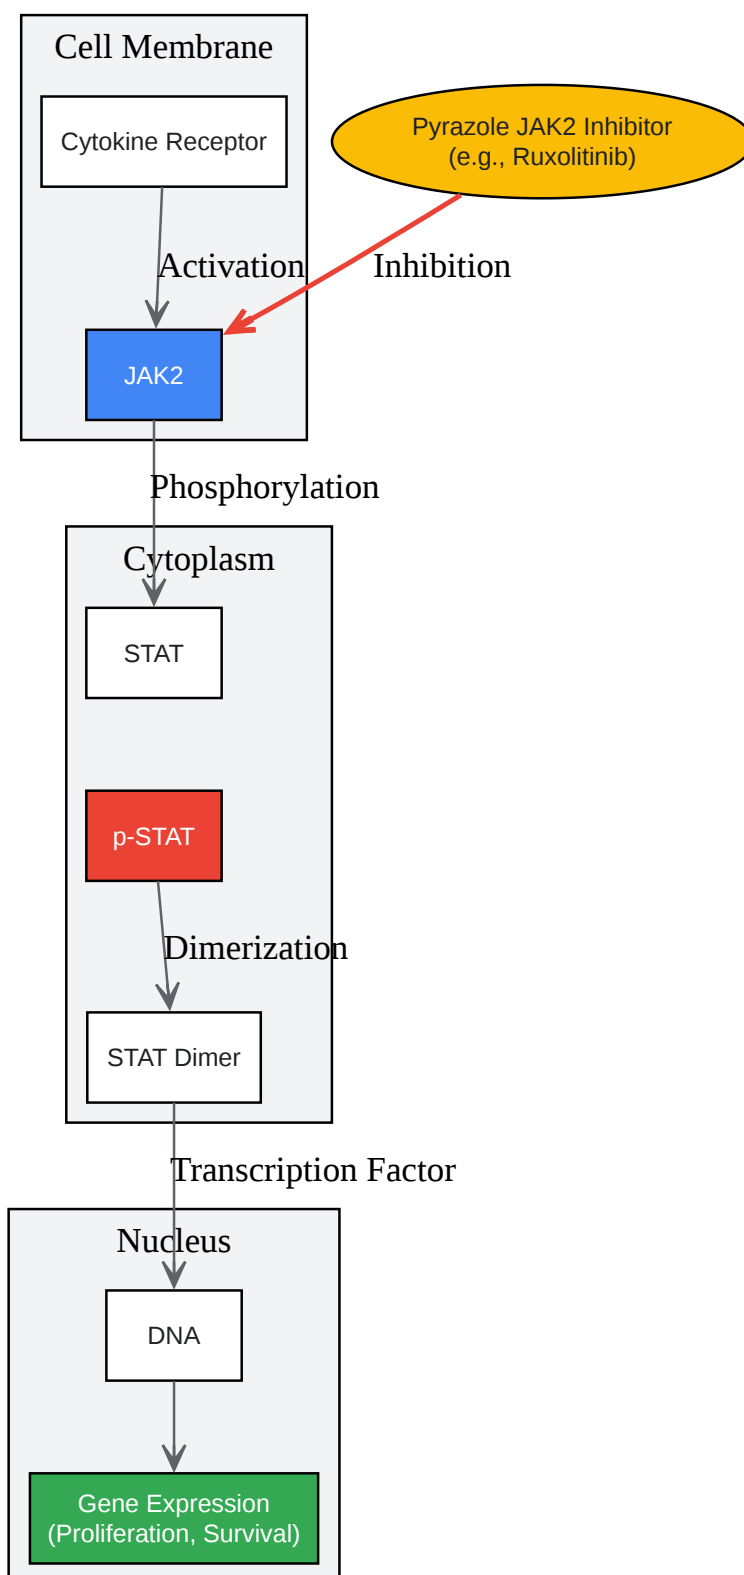 Cell Membrane
Cytokine Receptor
Pyrazole JAK2 Inhibitor
(e.g., Ruxolitinib)
Activation
Inhibition
JAK2
Phosphorylation
Cytoplasm
STAT
p-STAT
Dimerization
STAT Dimer
Transcription Factor
Nucleus
DNA
Gene Expression
(Proliferation, Survival)